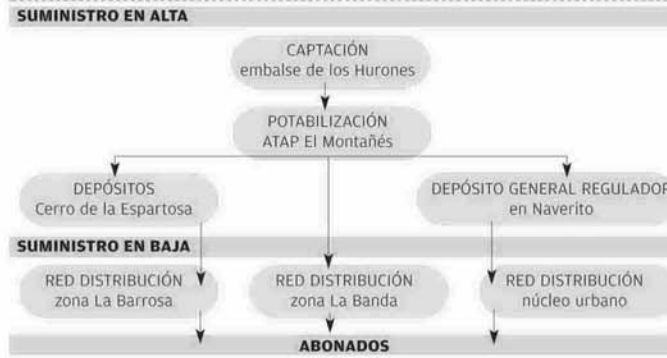 SUMINISTRO EN ALTA
CAPTACIÓN
embalse de los Hurones
POTABILIZACIÓN
ATAP El Montañés
DEPÓSITOS
Cerro de la Espartosa
DEPÓSITO GENERAL REGULADOR
en Naverito
SUMINISTRO EN BAJA
RED DISTRIBUCIÓN
zona La Barrosa
RED DISTRIBUCIÓN
zona La Banda
RED DISTRIBUCIÓN
núcleo urbano
ABONADOS